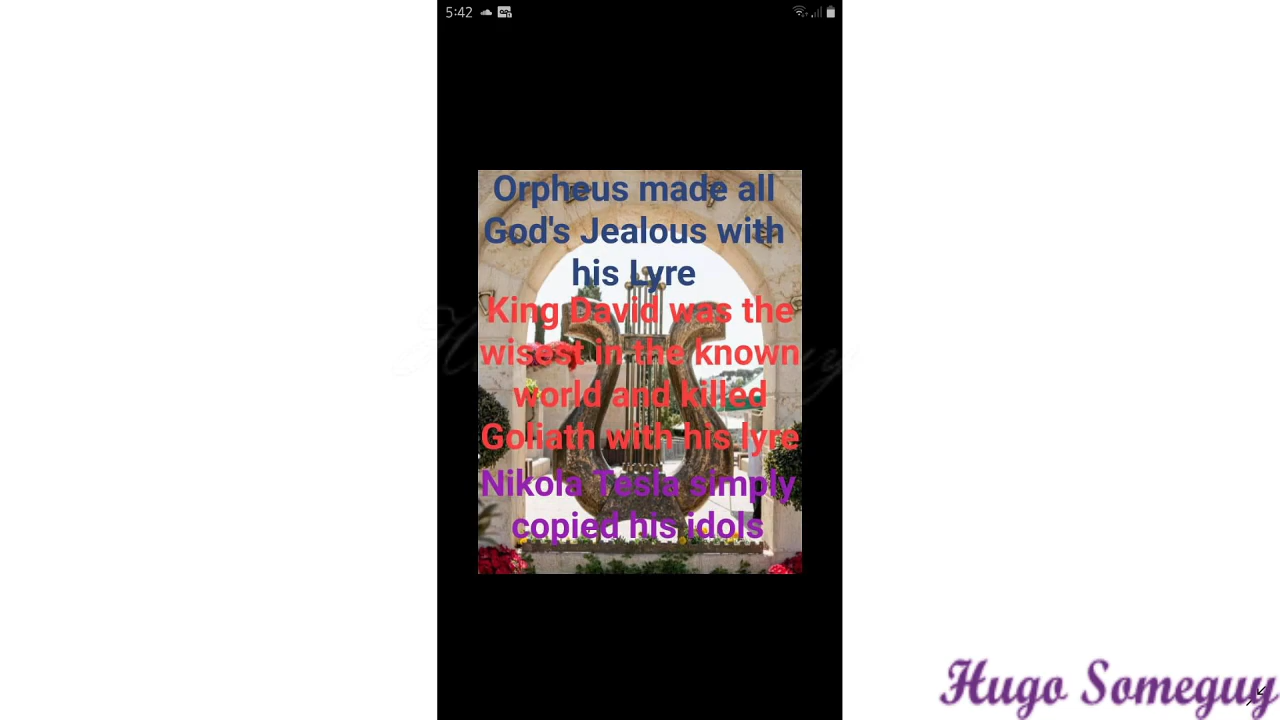 5:42
Orpheus made all
God's Jealous with
his Lyre
King David was the
wisest in the known
world and killed
Goliath with his lyre
Nikola Tesla simply
copied his idols
Hugo Someguy